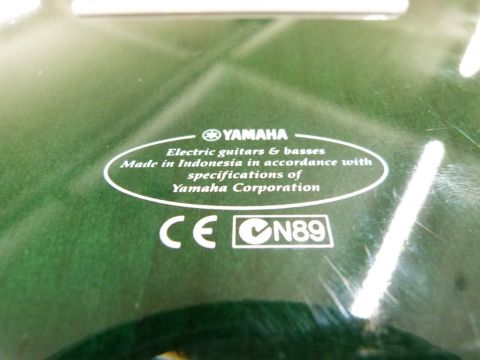 YAMAHA
Electric guitars & basses
Made in Indonesia in accordance with
specifications of
Yamaha Corporation
CE N89